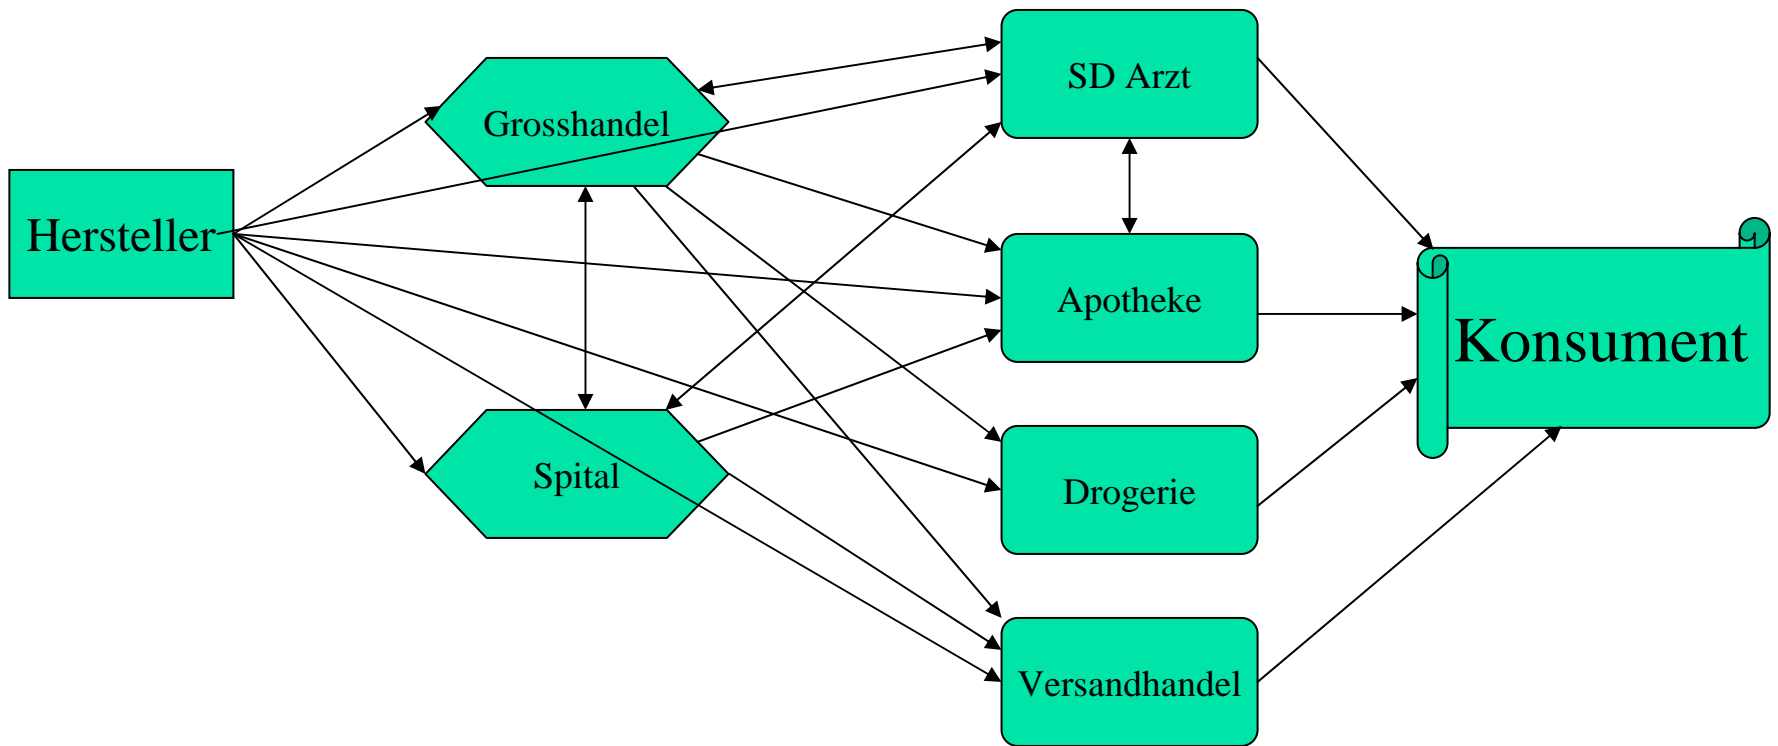 SD Arzt
Grosshandel
Hersteller
Apotheke
Konsument
Spital
Drogerie
Versandhandel